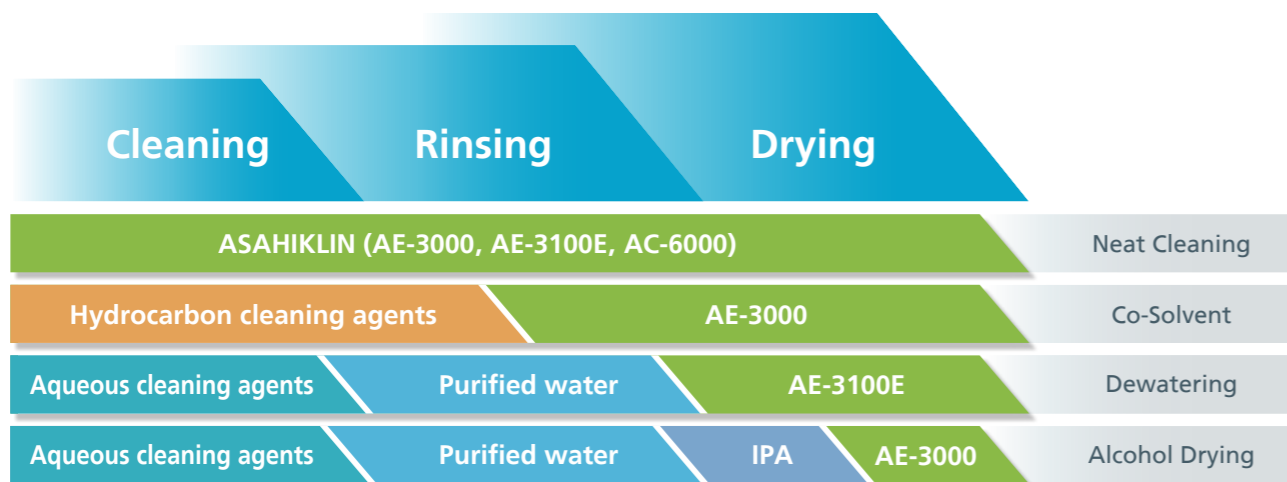 Cleaning Rinsing Drying
ASAHIKLIN (AE-3000, AE-3100E, AC-6000) Neat Cleaning
Hydrocarbon cleaning agents AE-3000 Co-Solvent
Aqueous cleaning agents Purified water AE-3100E Dewatering
Aqueous cleaning agents Purified water IPA AE-3000 Alcohol Drying